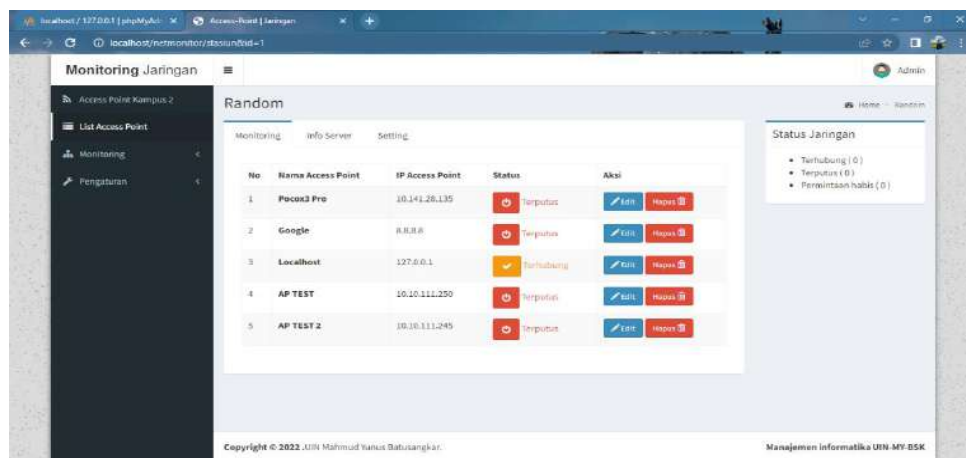 localhost / 127.0.0.1 | phpMyAd
Access-Point | Jaringan
localhost/netmonitor/stasiun&id=1
Monitoring Jaringan
Admin
Access Point Kampus 2
List Access Point
Monitoring
Pengaturan
Random
Home
Random
Monitoring Info Server Setting
No Nama Access Point IP Access Point Status Aksi
1 Pocox3 Pro 10.141.28.135 Terputus Edit Hapus
2 Google 8.8.8.8 Terputus Edit Hapus
3 Localhost 127.0.0.1 Terhubung Edit Hapus
4 AP TEST 10.10.111.250 Terputus Edit Hapus
5 AP TEST 2 10.10.111.245 Terputus Edit Hapus
Status Jaringan
Terhubung ( 0 )
Terputus ( 0 )
Permintaan habis ( 0 )
Copyright © 2022 .UIN Mahmud Yunus Batusangkar.
Manajemen informatika UIN-MY-BSK